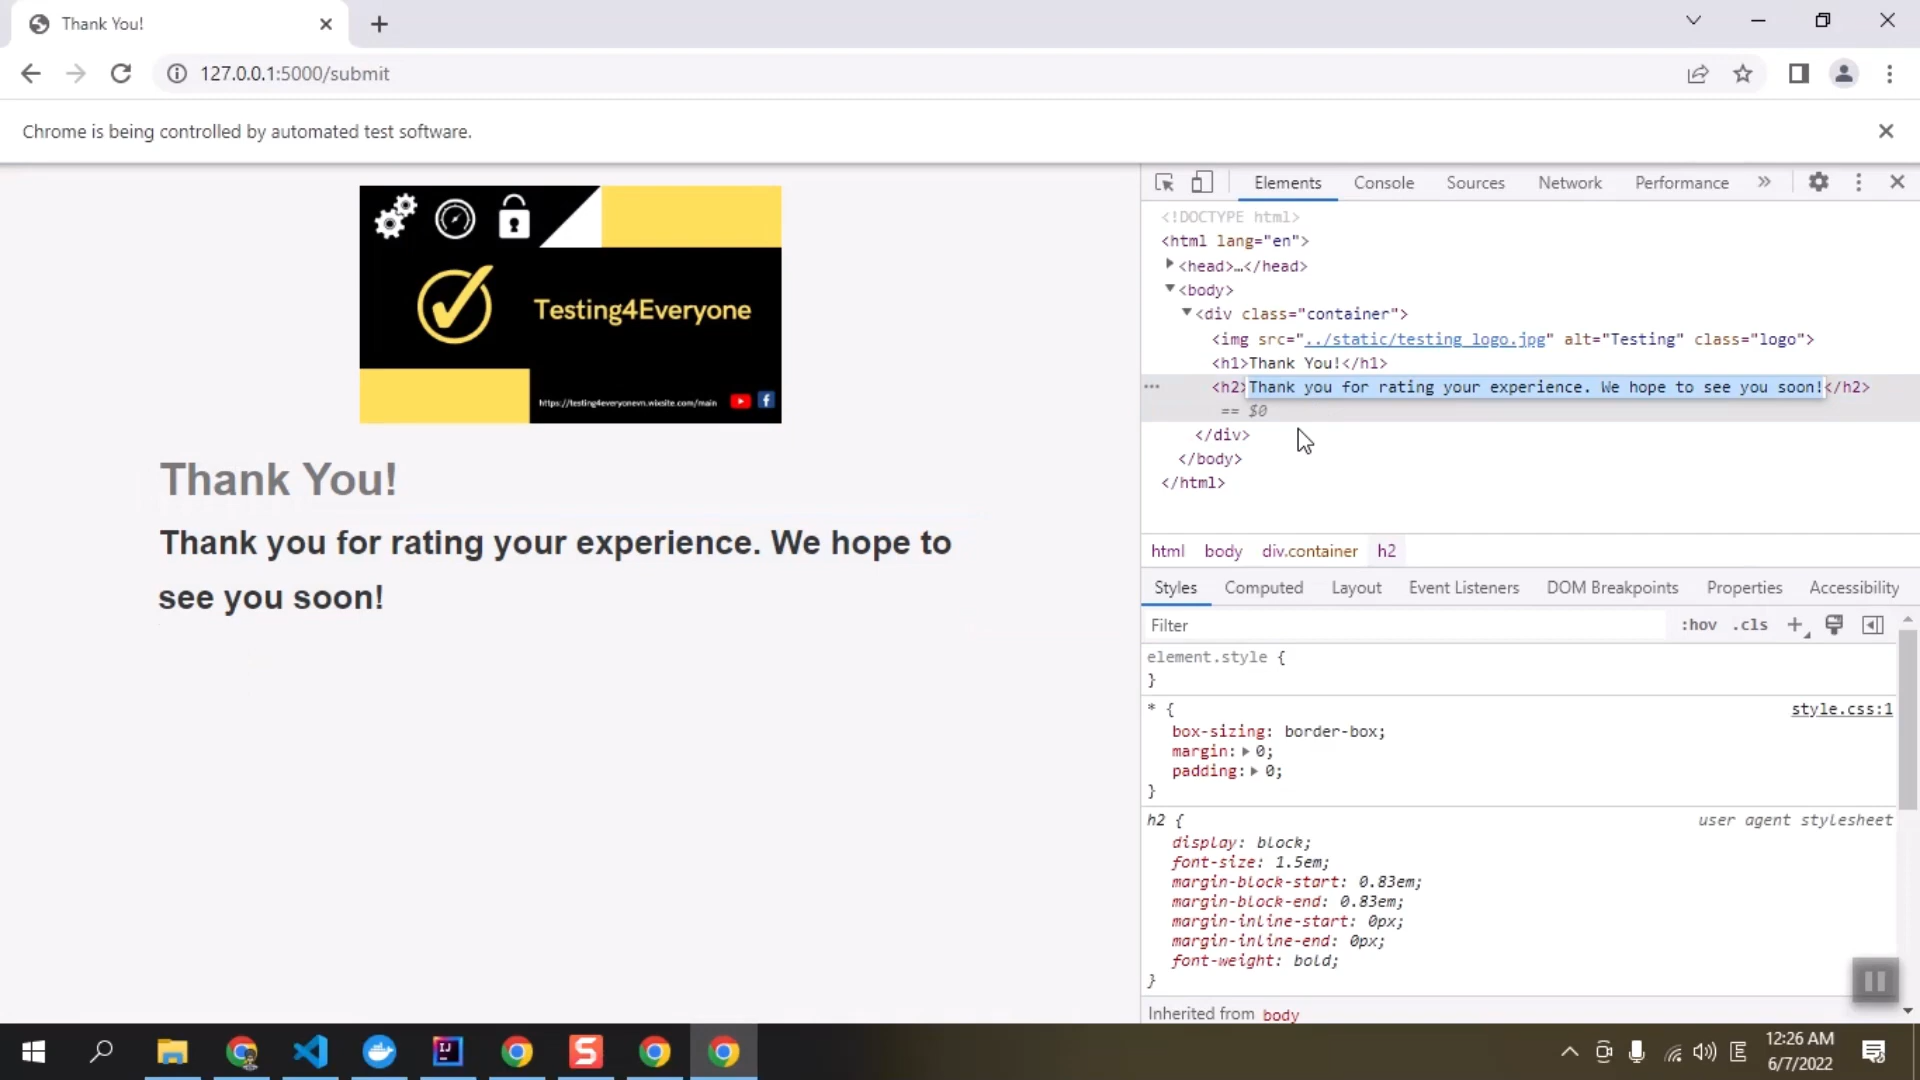 Thank You!
127.0.0.1:5000/submit
Chrome is being controlled by automated test software.
Testing4Everyone
https://testing4everyonevn.wixsite.com/main
Thank You!
Thank you for rating your experience. We hope to
see you soon!
Elements Console Sources Network Performance
<!DOCTYPE html>
<html lang="en">
<head>…</head>
<body>
<div class="container">
<img src="../static/testing_logo.jpg" alt="Testing" class="logo">
<h1>Thank You!</h1>
<h2>Thank you for rating your experience. We hope to see you soon!</h2>
== $0
</div>
</body>
</html>
html body div.container h2
Styles Computed Layout Event Listeners DOM Breakpoints Properties Accessibility
Filter :hov .cls
element.style {
}
* { style.css:1
box-sizing: border-box;
margin: 0;
padding: 0;
}
h2 { user agent stylesheet
display: block;
font-size: 1.5em;
margin-block-start: 0.83em;
margin-block-end: 0.83em;
margin-inline-start: 0px;
margin-inline-end: 0px;
font-weight: bold;
}
Inherited from body
12:26 AM
6/7/2022